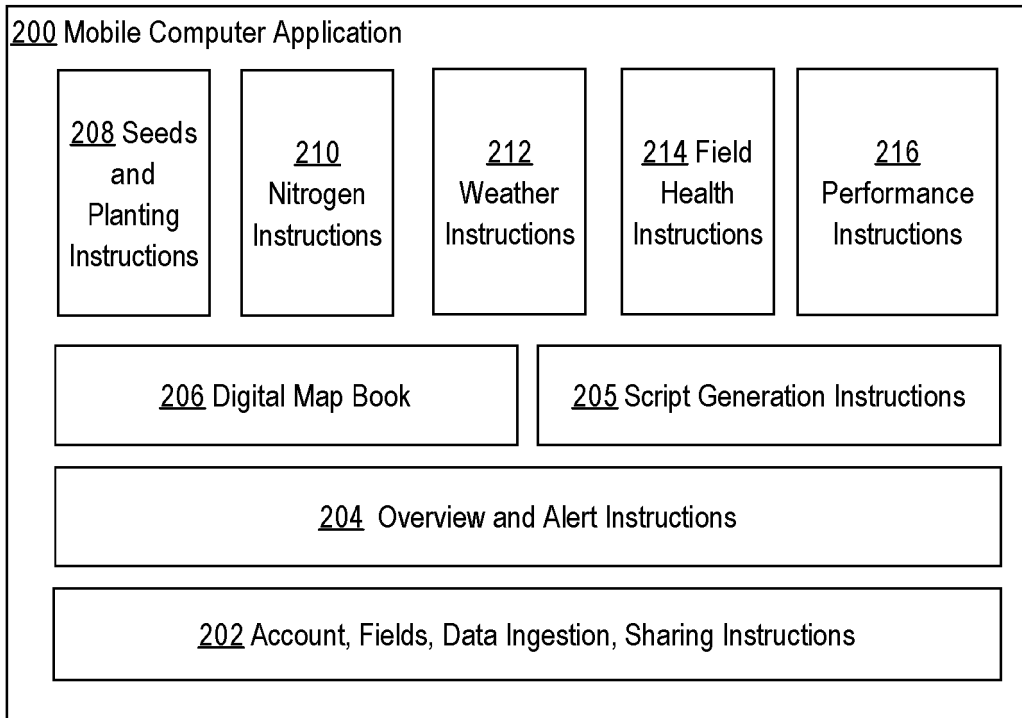 200 Mobile Computer Application
208 Seeds
and
Planting
Instructions
210
Nitrogen
Instructions
212
Weather
Instructions
214 Field
Health
Instructions
216
Performance
Instructions
206 Digital Map Book
205 Script Generation Instructions
204 Overview and Alert Instructions
202 Account, Fields, Data Ingestion, Sharing Instructions